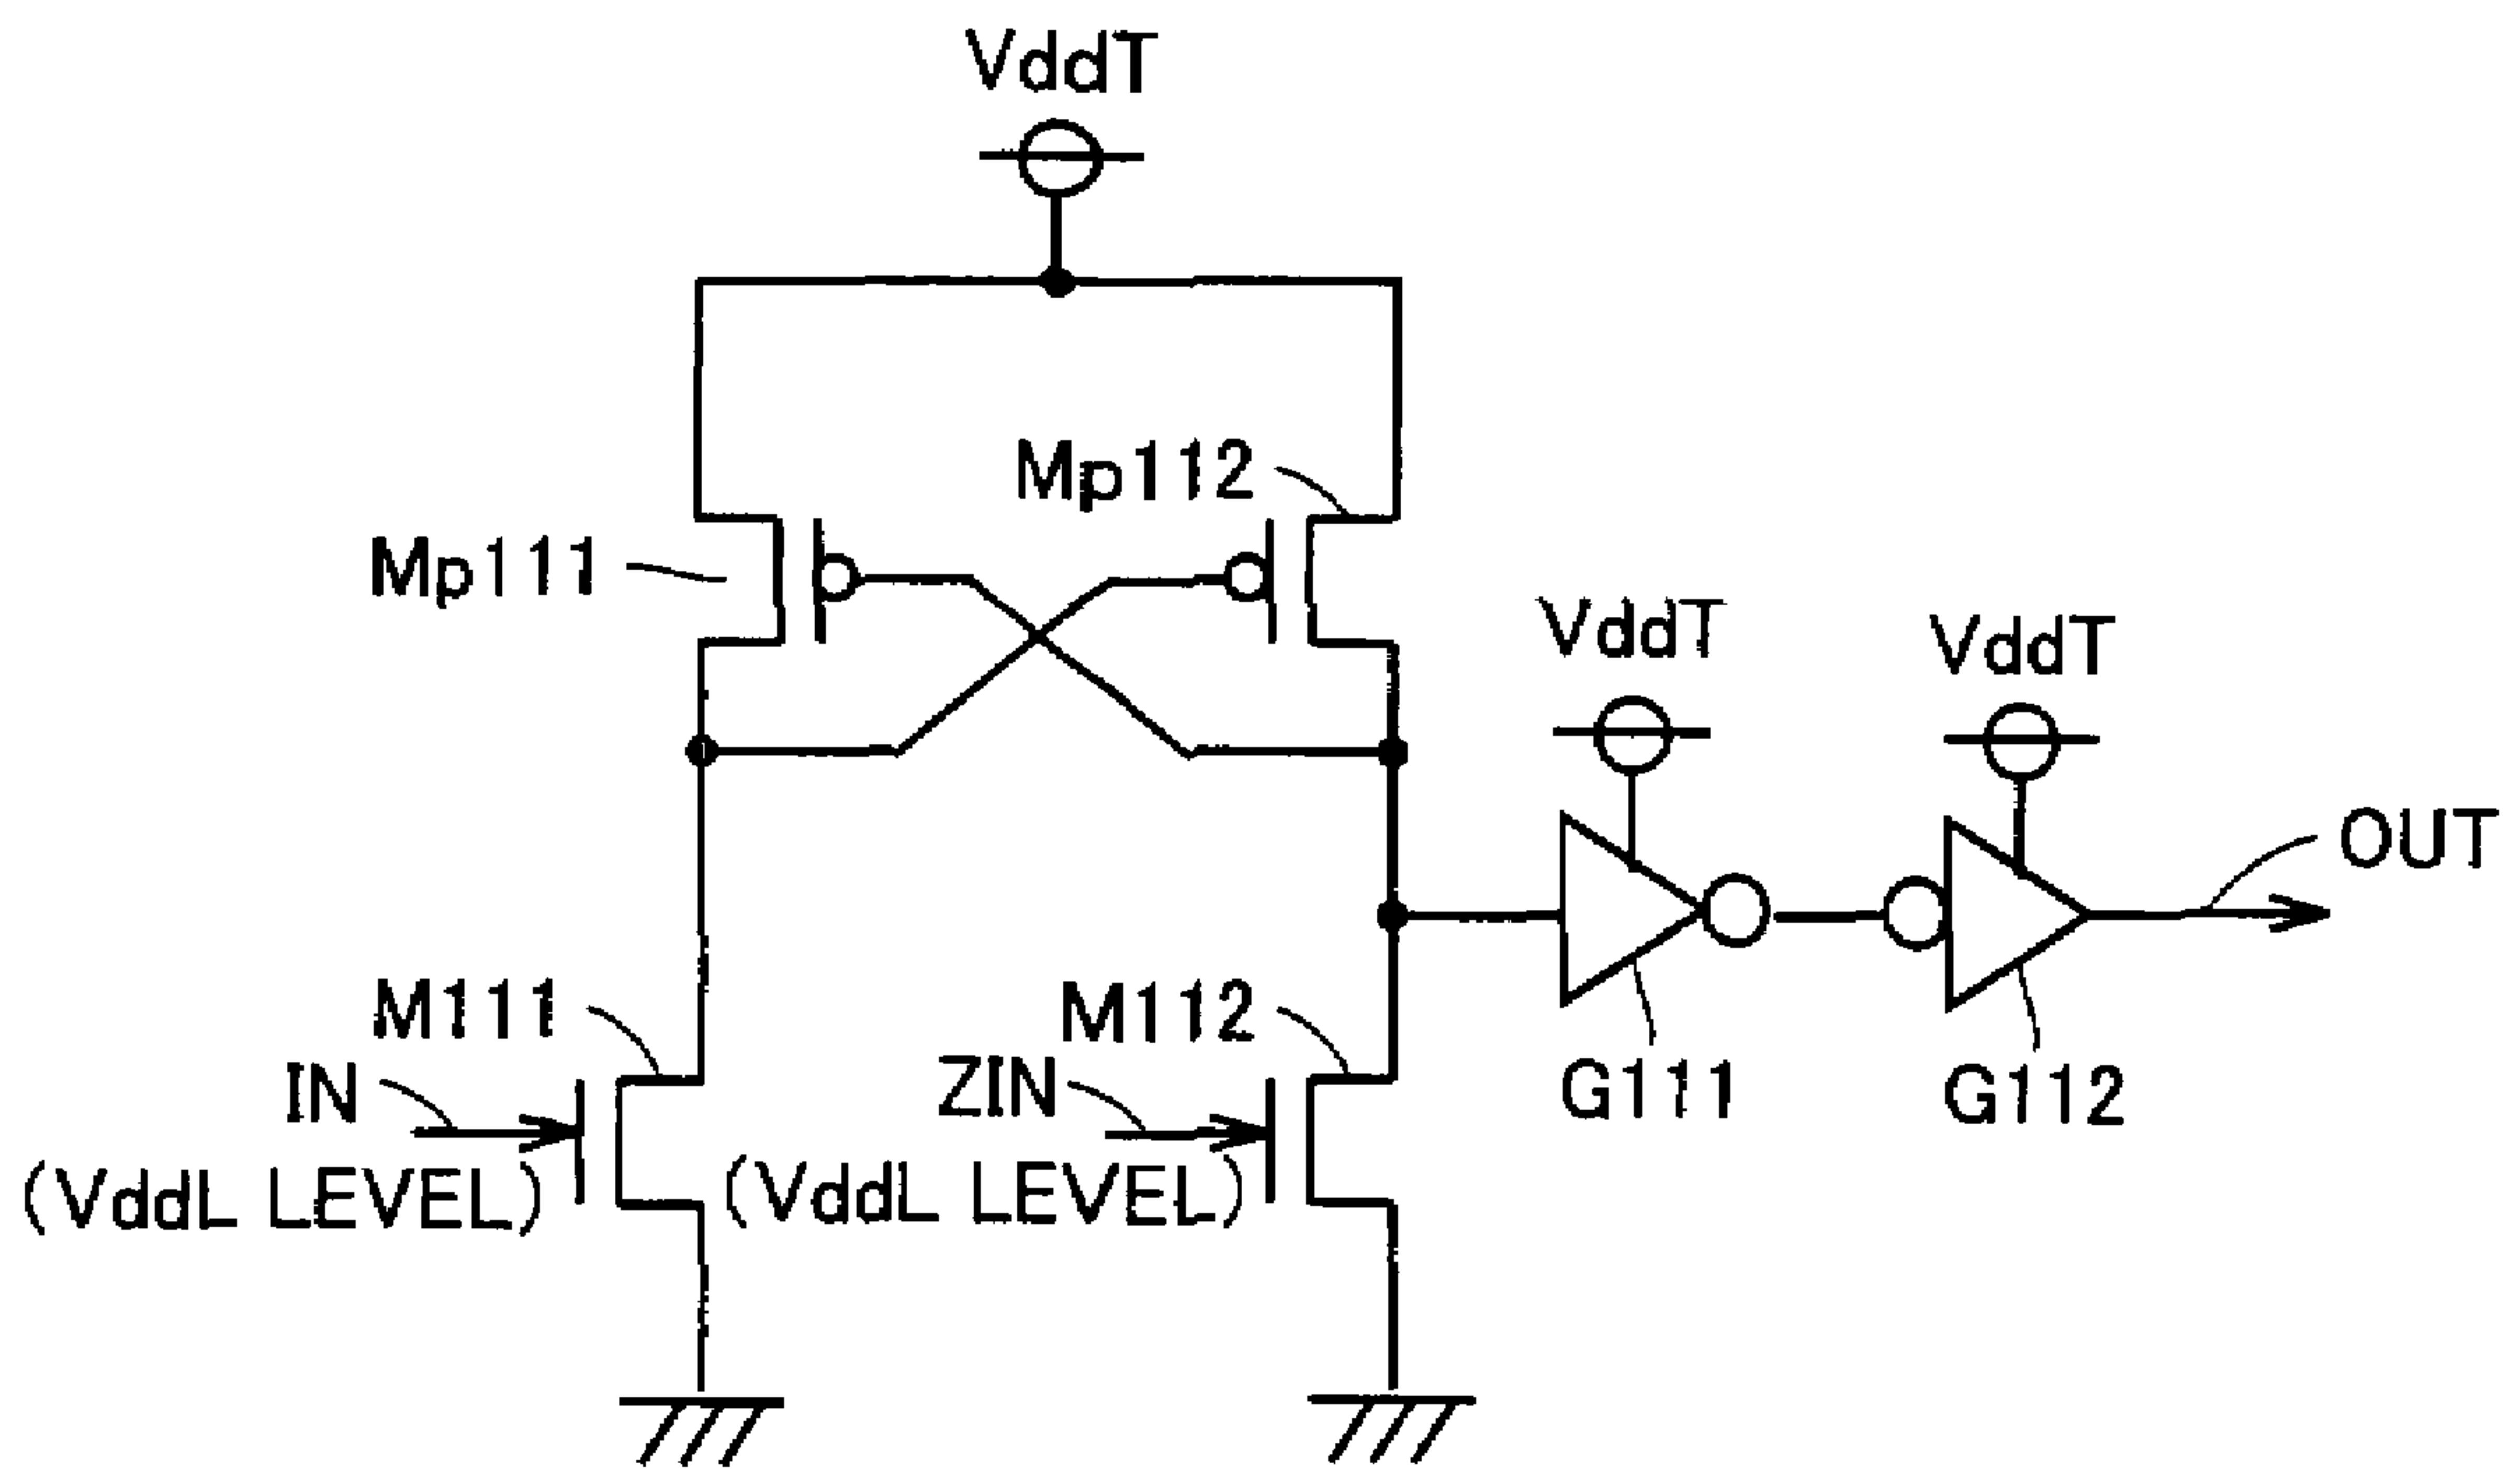 VddT
Mp112
Mp111
VddT
VddT
OUT
M111
M112
IN
ZIN
(VddL LEVEL)
(VddL LEVEL)
G111
G112